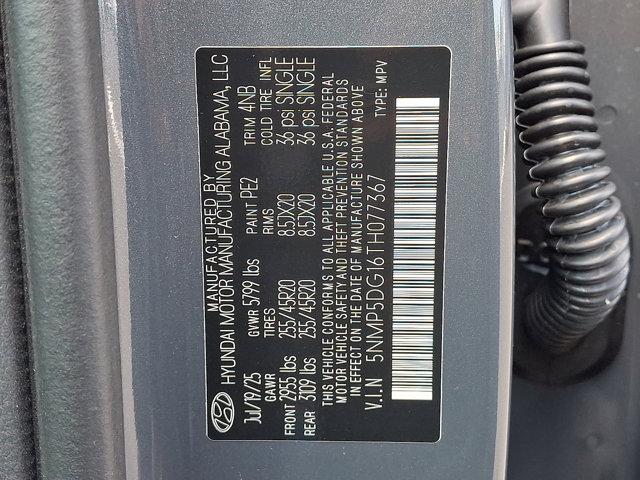 MANUFACTURED BY
HYUNDAI MOTOR MANUFACTURING ALABAMA, LLC
Jul/19/25 GVWR 5799 lbs PAINT PE2 TRIM 4NB
GAWR TIRES RIMS COLD TIRE INFL
FRONT 2935 lbs 255/45R20 8.5JX20 36 psi SINGLE
REAR 3109 lbs 255/45R20 8.5JX20 36 psi SINGLE
THIS VEHICLE CONFORMS TO ALL APPLICABLE U.S.A. FEDERAL
MOTOR VEHICLE SAFETY AND THEFT PREVENTION STANDARDS
IN EFFECT ON THE DATE OF MANUFACTURE SHOWN ABOVE
V.I.N 5NMP5DG16TH077367 TYPE: MPV